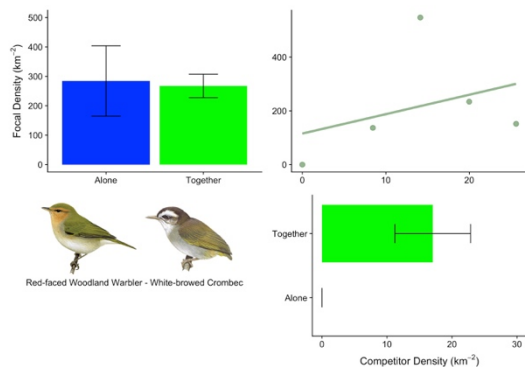 500
400
300
200
100
0
Focal Density (km⁻²)
Alone
Together
400
200
0
0
10
20
Red-faced Woodland Warbler - White-browed Crombec
Together
Alone
0
10
20
30
Competitor Density (km⁻²)